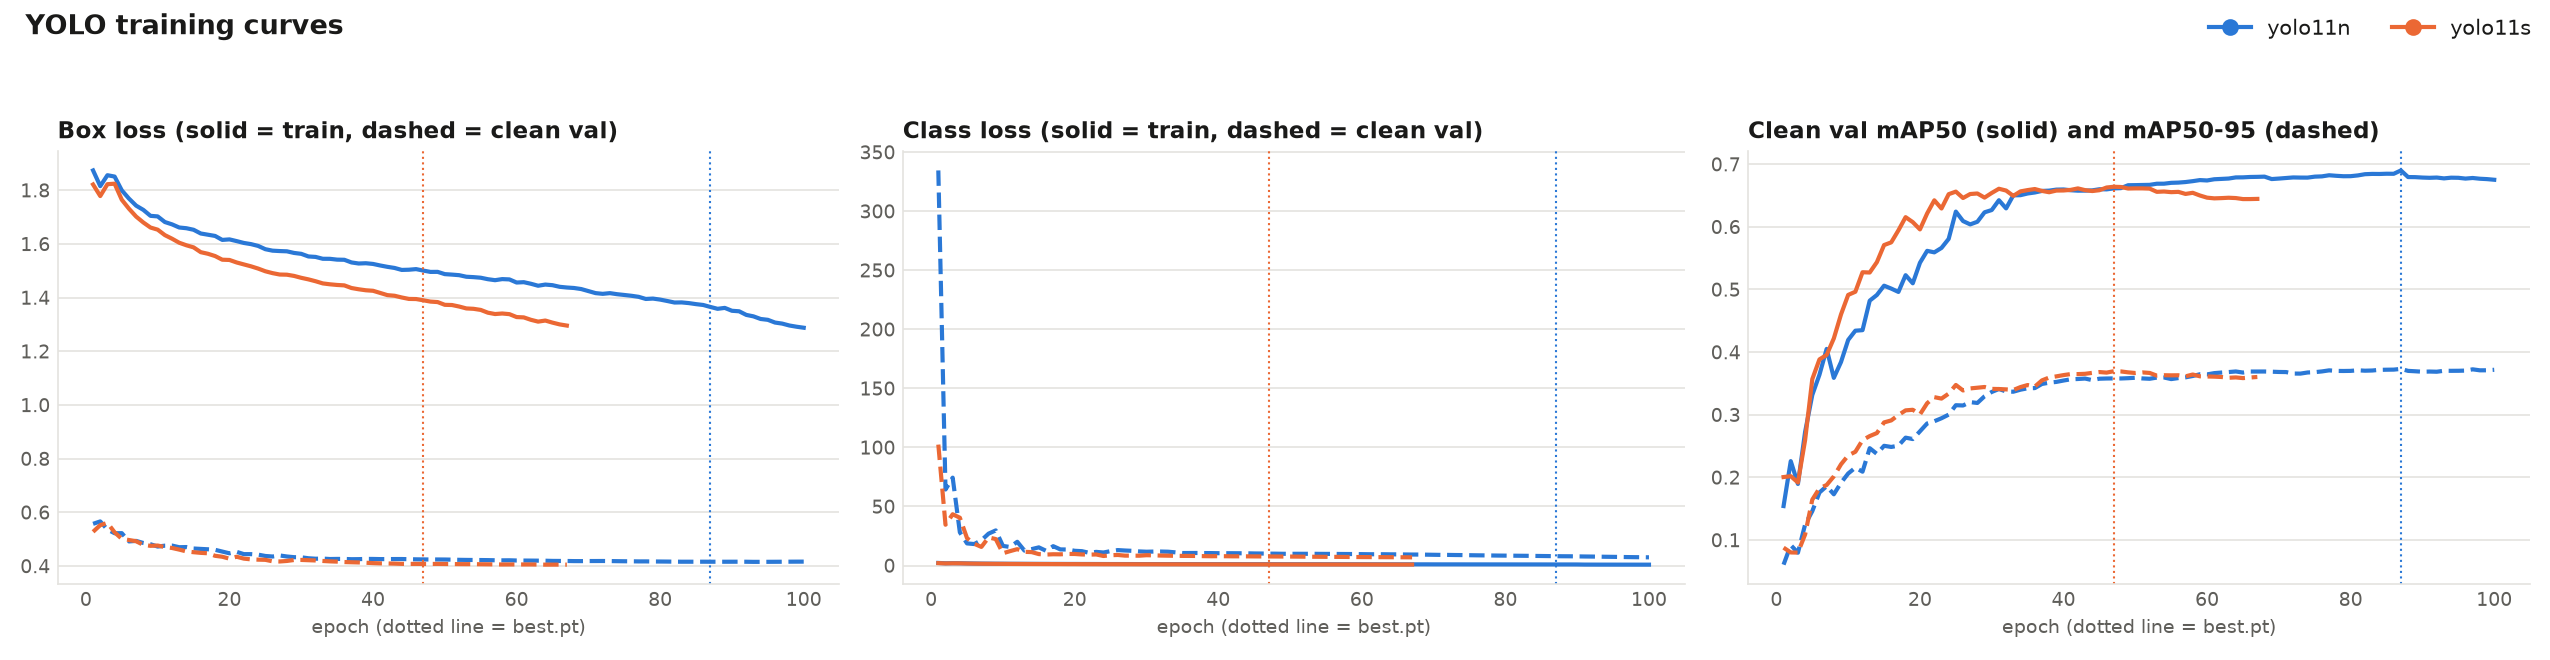 YOLO training curves
yolo11n
yolo11s
Box loss (solid = train, dashed = clean val)
1.8
1.6
1.4
1.2
1.0
0.8
0.6
0.4
0 20 40 60 80 100
epoch (dotted line = best.pt)
Class loss (solid = train, dashed = clean val)
350
300
250
200
150
100
50
0
0 20 40 60 80 100
epoch (dotted line = best.pt)
Clean val mAP50 (solid) and mAP50-95 (dashed)
0.7
0.6
0.5
0.4
0.3
0.2
0.1
0 20 40 60 80 100
epoch (dotted line = best.pt)